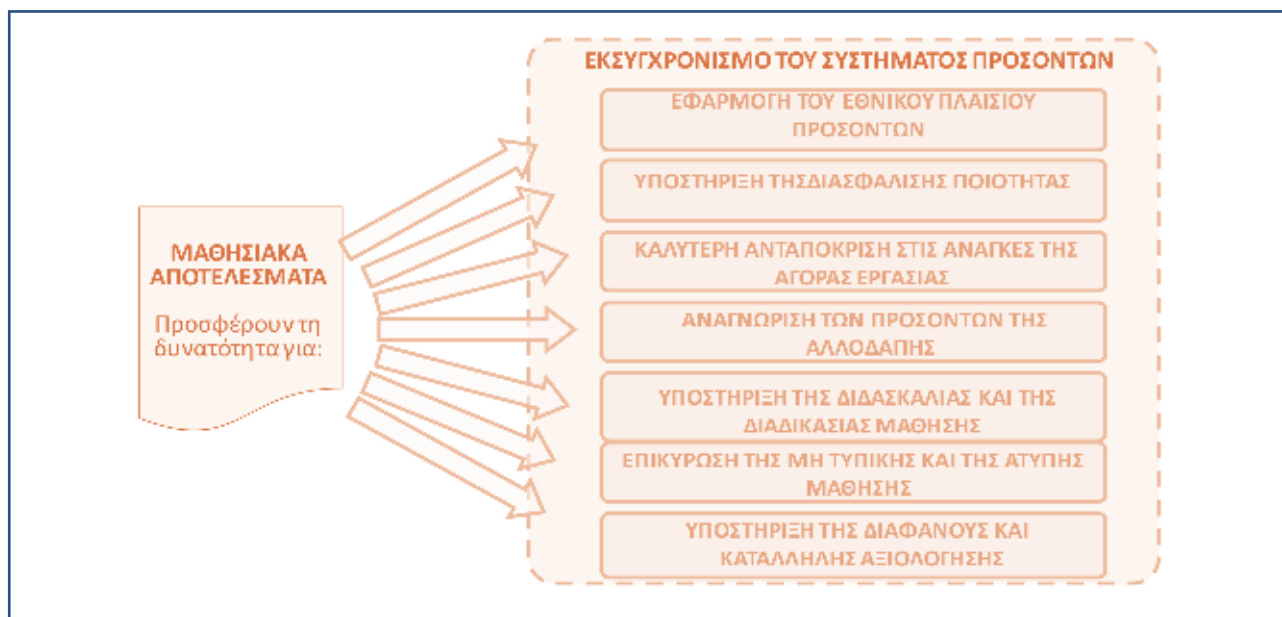 ΕΚΣΥΓΧΡΟΝΙΣΜΟ ΤΟΥ ΣΥΣΤΗΜΑΤΟΣ ΠΡΟΣΟΝΤΩΝ
ΕΦΑΡΜΟΓΗ ΤΟΥ ΕΘΝΙΚΟΥ ΠΛΑΙΣΙΟΥ
ΠΡΟΣΟΝΤΩΝ
ΥΠΟΣΤΗΡΙΞΗ ΤΗΣΔΙΑΣΦΑΛΙΣΗΣ ΠΟΙΟΤΗΤΑΣ
ΚΑΛΥΤΕΡΗ ΑΝΤΑΠΟΚΡΙΣΗ ΣΤΙΣ ΑΝΑΓΚΕΣ ΤΗΣ
ΑΓΟΡΑΣ ΕΡΓΑΣΙΑΣ
ΑΝΑΓΝΩΡΙΣΗ ΤΩΝ ΠΡΟΣΟΝΤΩΝ ΤΗΣ
ΑΛΛΟΔΑΠΗΣ
ΥΠΟΣΤΗΡΙΞΗ ΤΗΣ ΔΙΔΑΣΚΑΛΙΑΣ ΚΑΙ ΤΗΣ
ΔΙΑΔΙΚΑΣΙΑΣ ΜΑΘΗΣΗΣ
ΕΠΙΚΥΡΩΣΗ ΤΗΣ ΜΗ ΤΥΠΙΚΗΣ ΚΑΙ ΤΗΣ ΑΤΥΠΗΣ
ΜΑΘΗΣΗΣ
ΥΠΟΣΤΗΡΙΞΗ ΤΗΣ ΔΙΑΦΑΝΟΥΣ ΚΑΙ
ΚΑΤΑΛΛΗΛΗΣ ΑΞΙΟΛΟΓΗΣΗΣ
ΜΑΘΗΣΙΑΚΑ
ΑΠΟΤΕΛΕΣΜΑΤΑ
Προσφέρουν τη
δυνατότητα για: